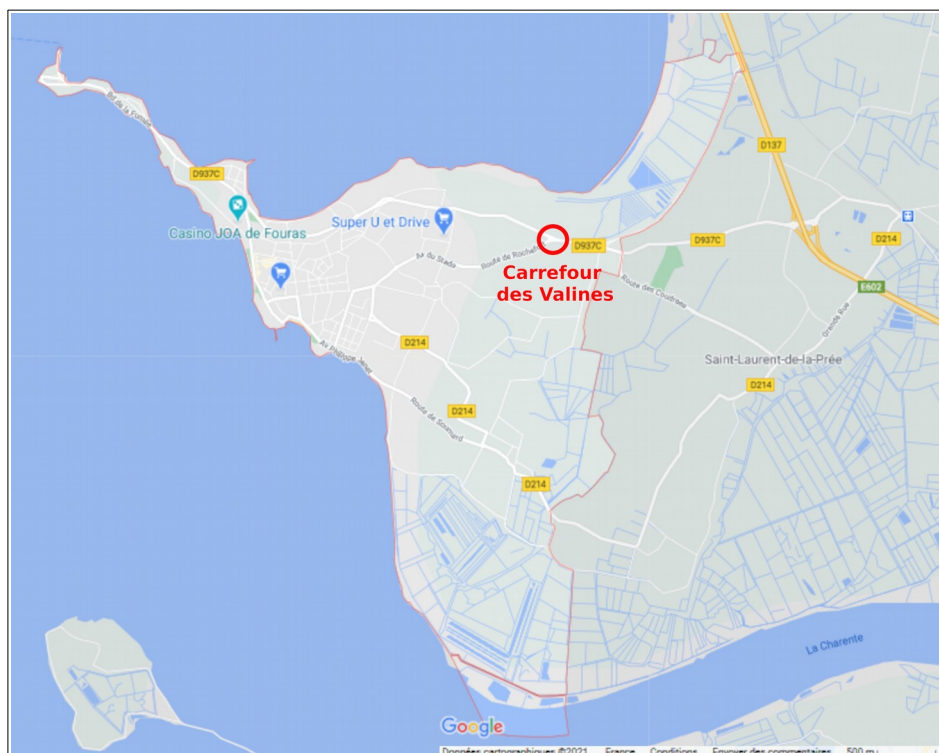 Bd de la Fumée
D137
D937C
Casino JOA de Fouras
Super U et Drive
D937C
D937C
D214
Route de Rochefort
Av du Stade
Carrefour
des Valines
Route des Coudreaux
E602
Grande Rue
D214
Av Philippe Jannet
Saint-Laurent-de-la-Prée
D214
D214
Route de Soumard
D214
La Charente
Google
Données cartographiques ©2021 France Conditions Envoyer des commentaires 500 m